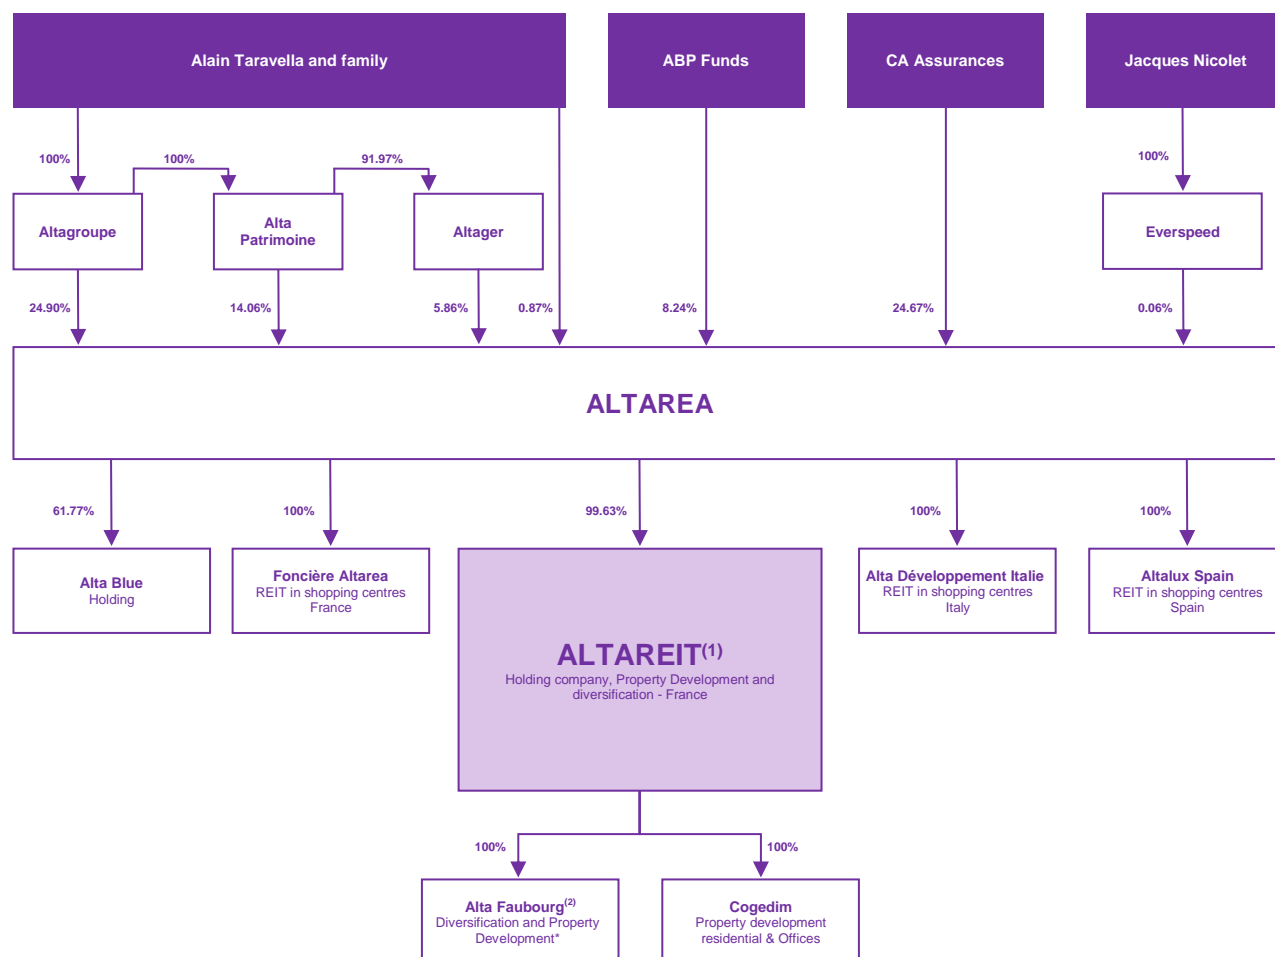 Alain Taravella and family
ABP Funds
CA Assurances
Jacques Nicolet
100%
100%
91.97%
100%
Altagroupe
Alta
Patrimoine
Altager
Everspeed
24.90%
14.06%
5.86%
0.87%
8.24%
24.67%
0.06%
ALTAREA
61.77%
100%
99.63%
100%
100%
Alta Blue
Holding
Foncière Altarea
REIT in shopping centres
France
ALTAREIT(1)
Holding company, Property Development and
diversification - France
Alta Développement Italie
REIT in shopping centres
Italy
Altalux Spain
REIT in shopping centres
Spain
100%
100%
Alta Faubourg(2)
Diversification and Property
Development*
Cogedim
Property development
residential & Offices